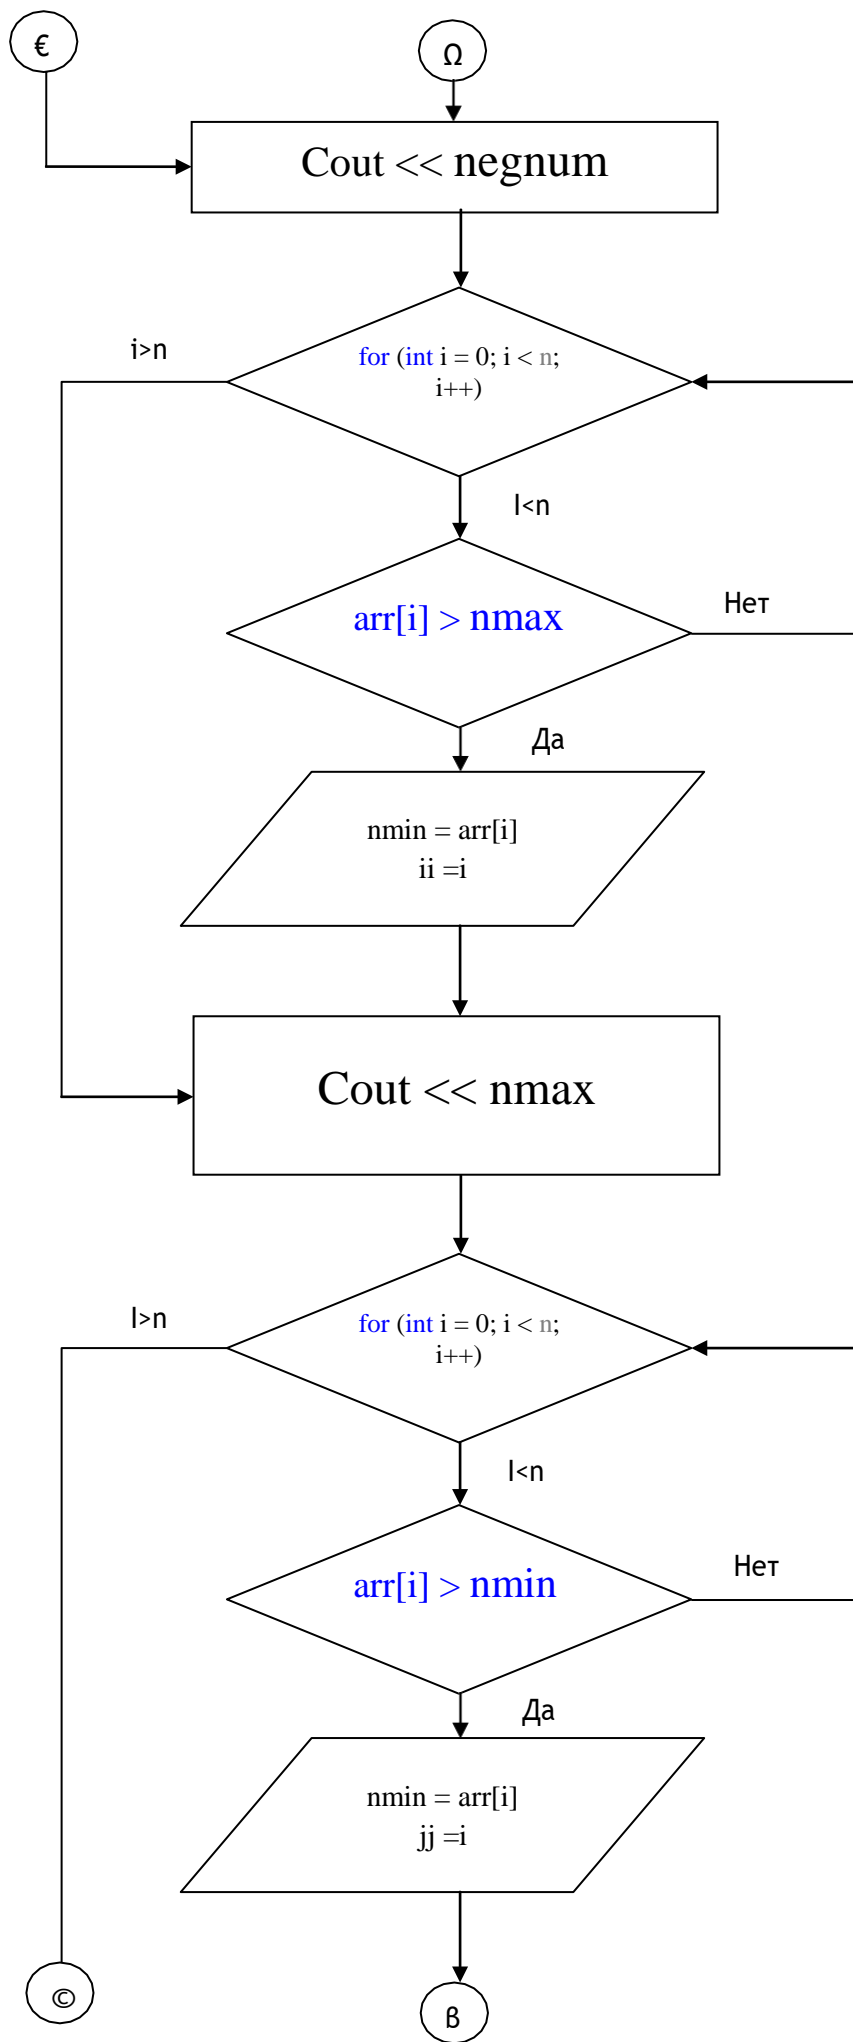 €
Ω
Cout << negnum
i>n
for (int i = 0; i < n;
i++)
I<n
arr[i] > nmax
Нет
Да
nmin = arr[i]
ii =i
Cout << nmax
I>n
for (int i = 0; i < n;
i++)
I<n
arr[i] > nmin
Нет
Да
nmin = arr[i]
jj =i
©
ß